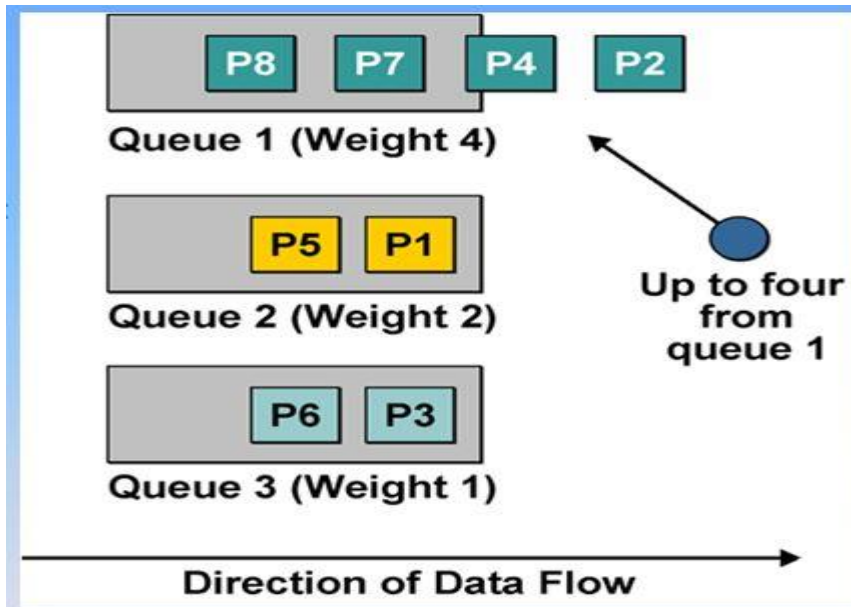 P8 P7 P4 P2
Queue 1 (Weight 4)
P5 P1
Queue 2 (Weight 2)
Up to four
from
queue 1
P6 P3
Queue 3 (Weight 1)
Direction of Data Flow